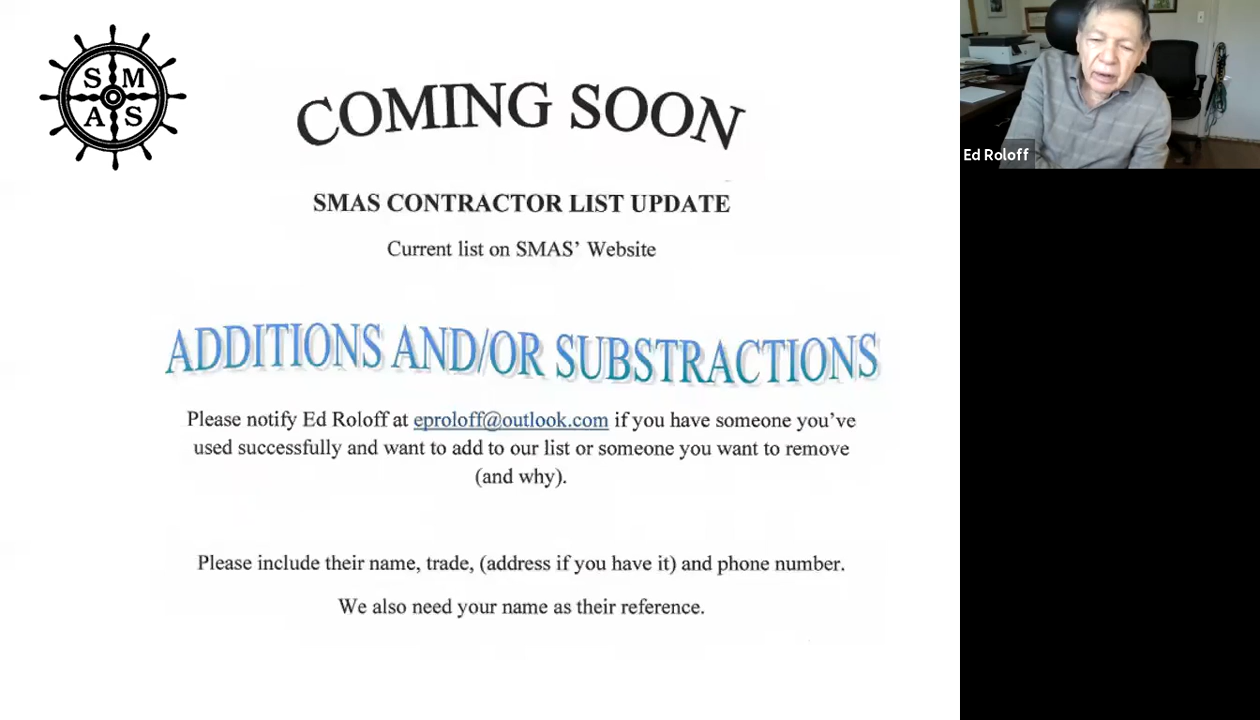 S M
A S
COMING SOON
SMAS CONTRACTOR LIST UPDATE
Current list on SMAS’ Website
ADDITIONS AND/OR SUBSTRACTIONS
Please notify Ed Roloff at eproloff@outlook.com if you have someone you’ve
used successfully and want to add to our list or someone you want to remove
(and why).
Please include their name, trade, (address if you have it) and phone number.
We also need your name as their reference.
Ed Roloff